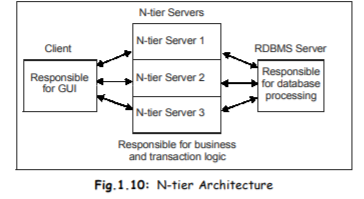 N-tier Servers
Client
N-tier Server 1
RDBMS Server
Responsible
for GUI
N-tier Server 2
Responsible
for database
processing
N-tier Server 3
Responsible for business
and transaction logic
Fig.1.10: N-tier Architecture